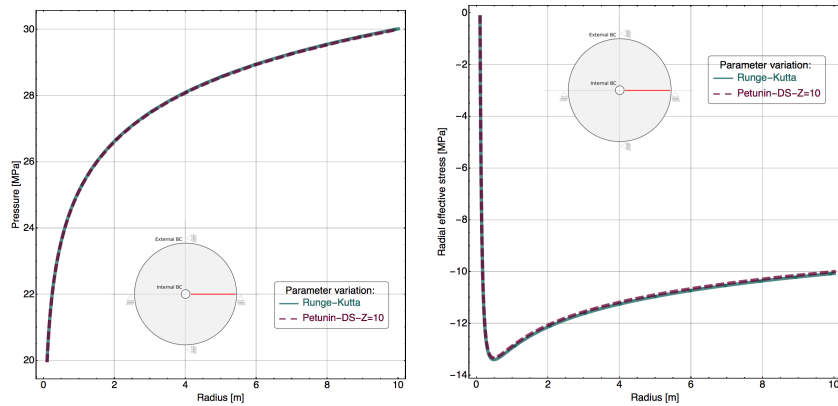 30
28
26
24
22
20
Pressure [MPa]
External BC
Internal BC
Parameter variation:
Runge-Kutta
Petunin-DS-Z=10
0
2
4
6
8
10
Radius [m]
0
−2
−4
−6
−8
−10
−12
−14
Radial effective stress [MPa]
External BC
Internal BC
Parameter variation:
Runge-Kutta
Petunin-DS-Z=10
0
2
4
6
8
10
Radius [m]